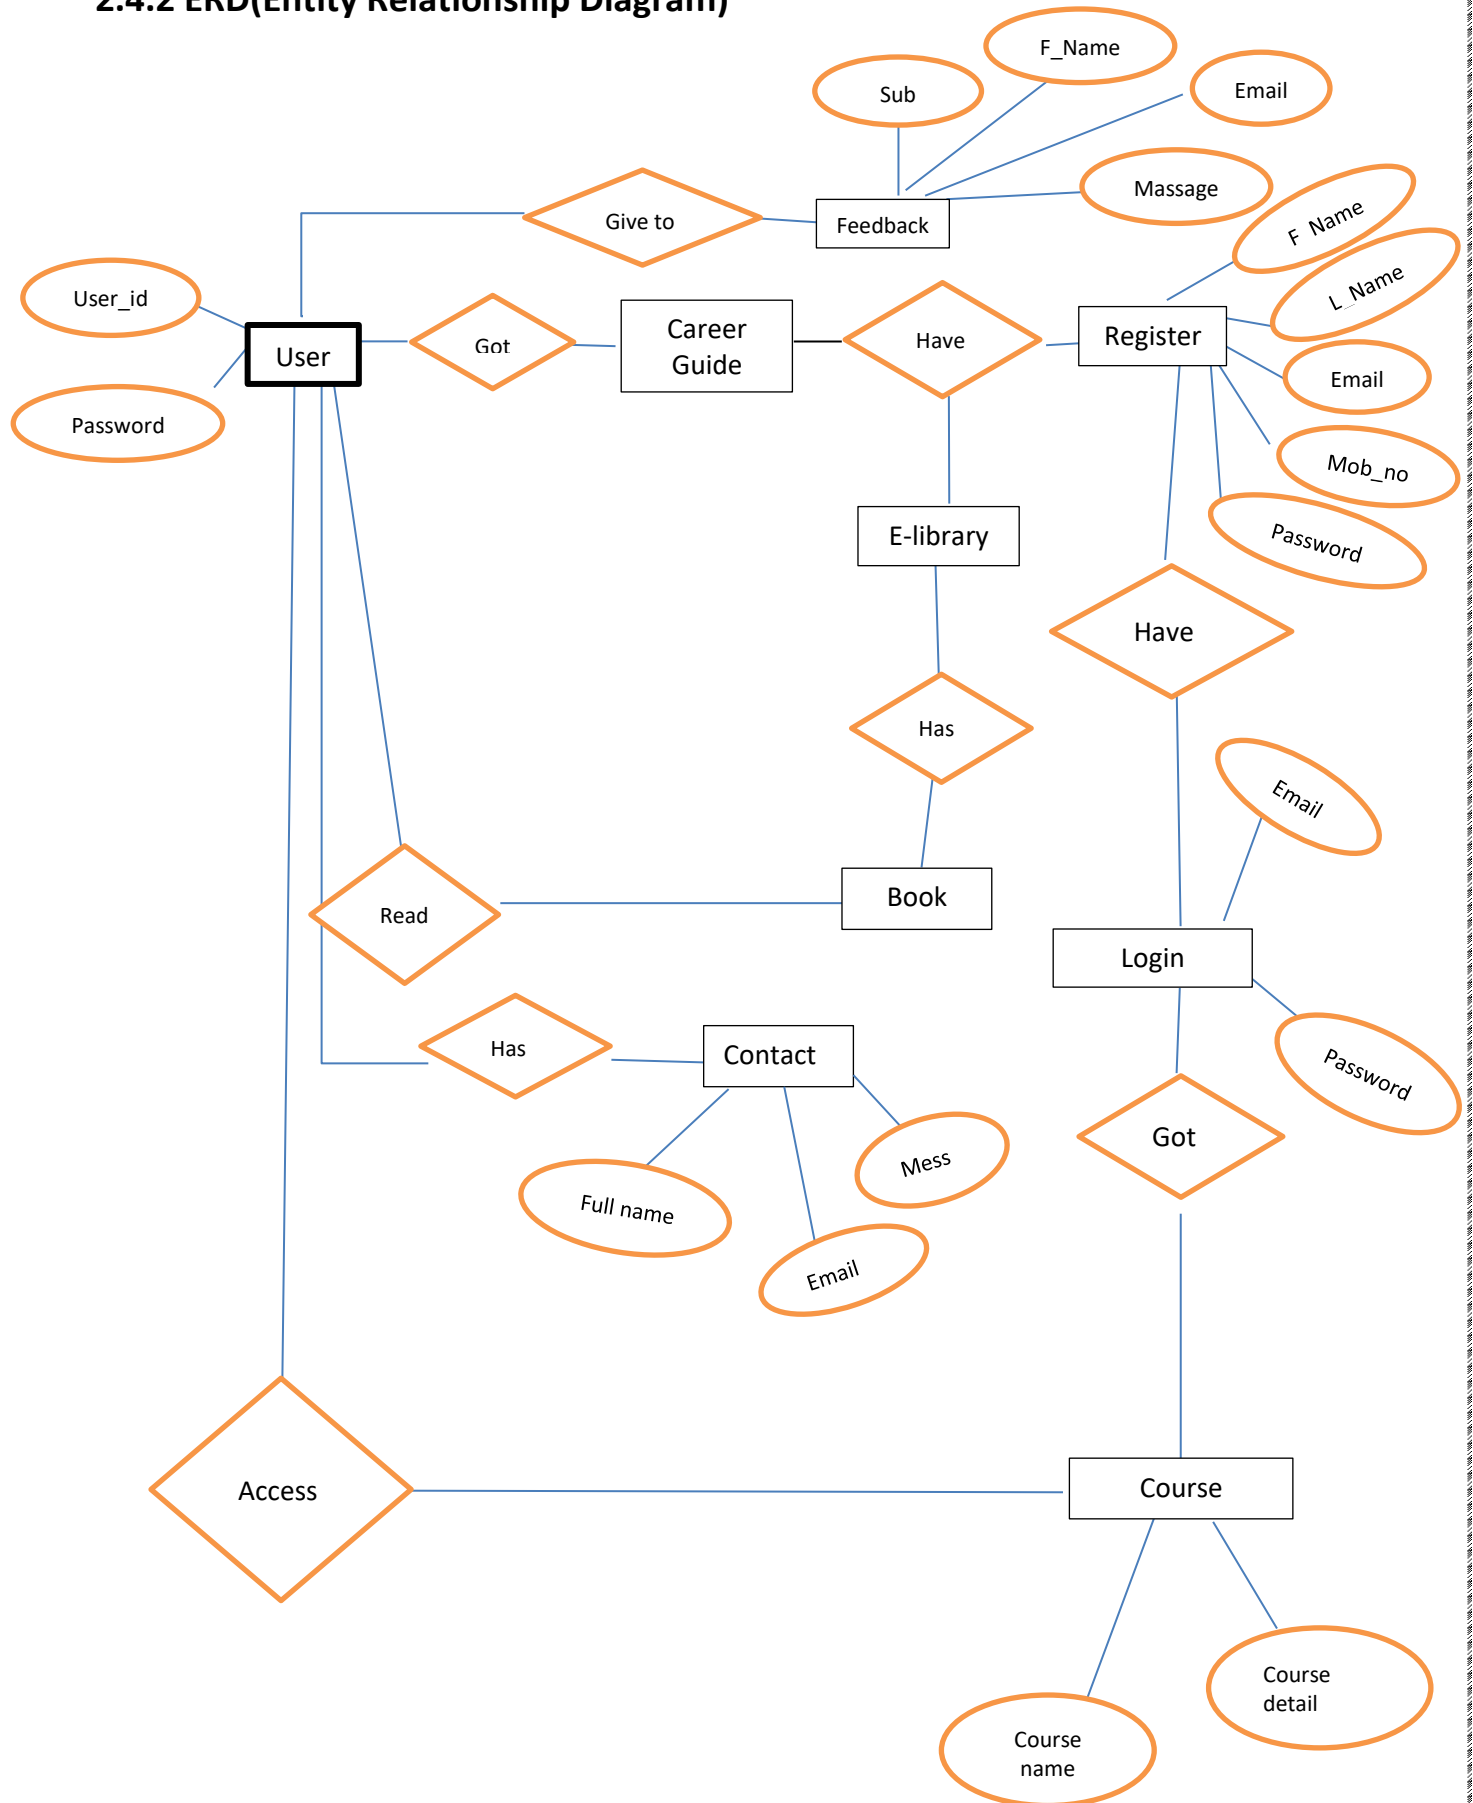 2.4.2 ERD(Entity Relationship Diagram)
F_Name
Sub
Email
Massage
Give to
Feedback
F_Name
L_Name
User_id
User
Got
Career
Guide
Have
Register
Email
Password
Mob_no
E-library
Password
Have
Has
Email
Book
Read
Login
Has
Contact
Password
Got
Mess
Full name
Email
Access
Course
Course
detail
Course
name